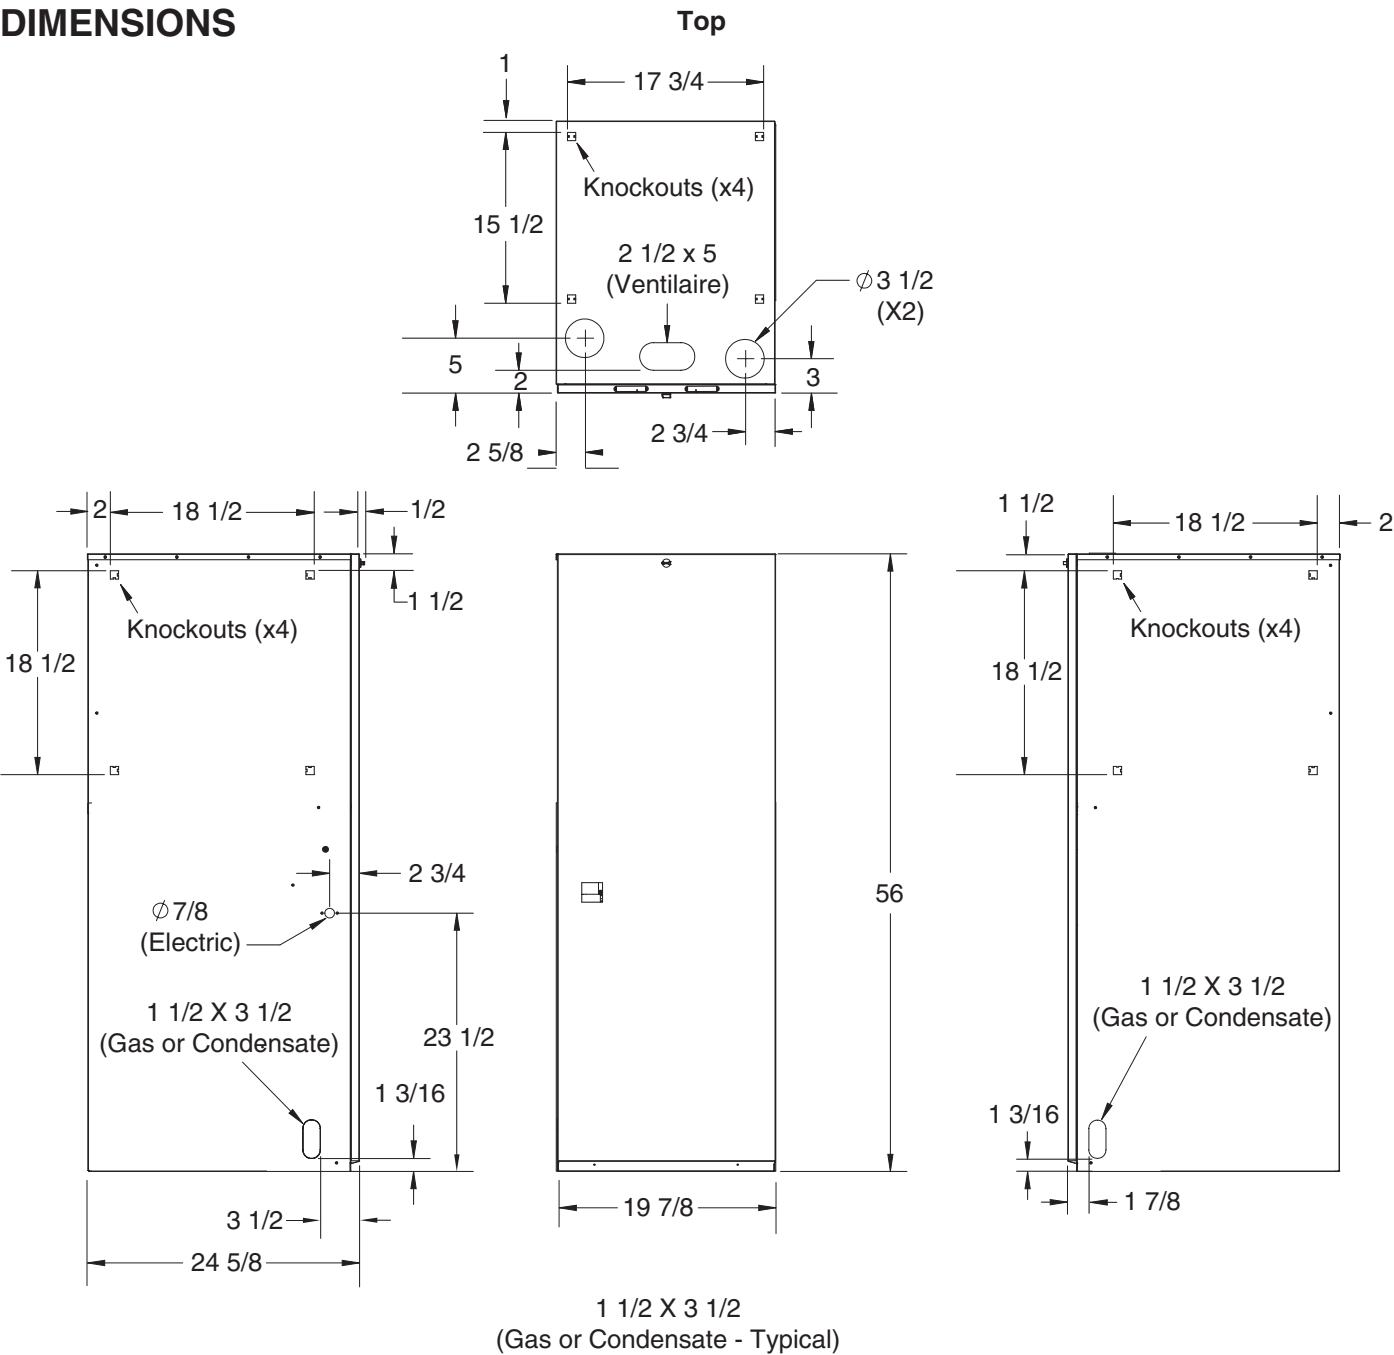 DIMENSIONS
Top
1
17 3/4
Knockouts (x4)
15 1/2
2 1/2 x 5
(Ventilaire)
⌀3 1/2
(X2)
5
2
3
2 3/4
2 5/8
2
18 1/2
1/2
1 1/2
Knockouts (x4)
18 1/2
2 3/4
⌀7/8
(Electric)
1 1/2 X 3 1/2
(Gas or Condensate)
23 1/2
1 3/16
3 1/2
24 5/8
56
19 7/8
1 1/2
18 1/2
2
Knockouts (x4)
18 1/2
1 1/2 X 3 1/2
(Gas or Condensate)
1 3/16
1 7/8
1 1/2 X 3 1/2
(Gas or Condensate - Typical)